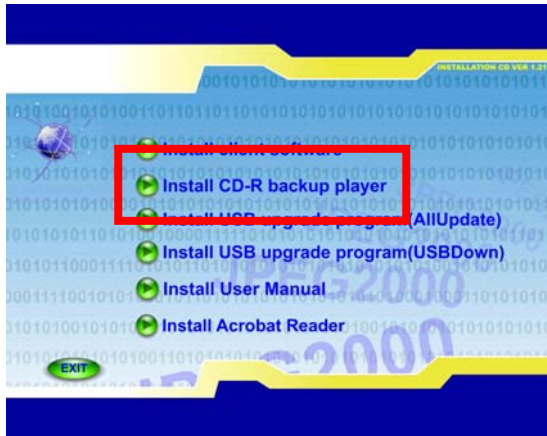 INSTALLATION CD VER 1.21
Install client software
Install CD-R backup player
Install USB upgrade program(AllUpdate)
Install USB upgrade program(USBDown)
Install User Manual
Install Acrobat Reader
JPEG2000
EXIT